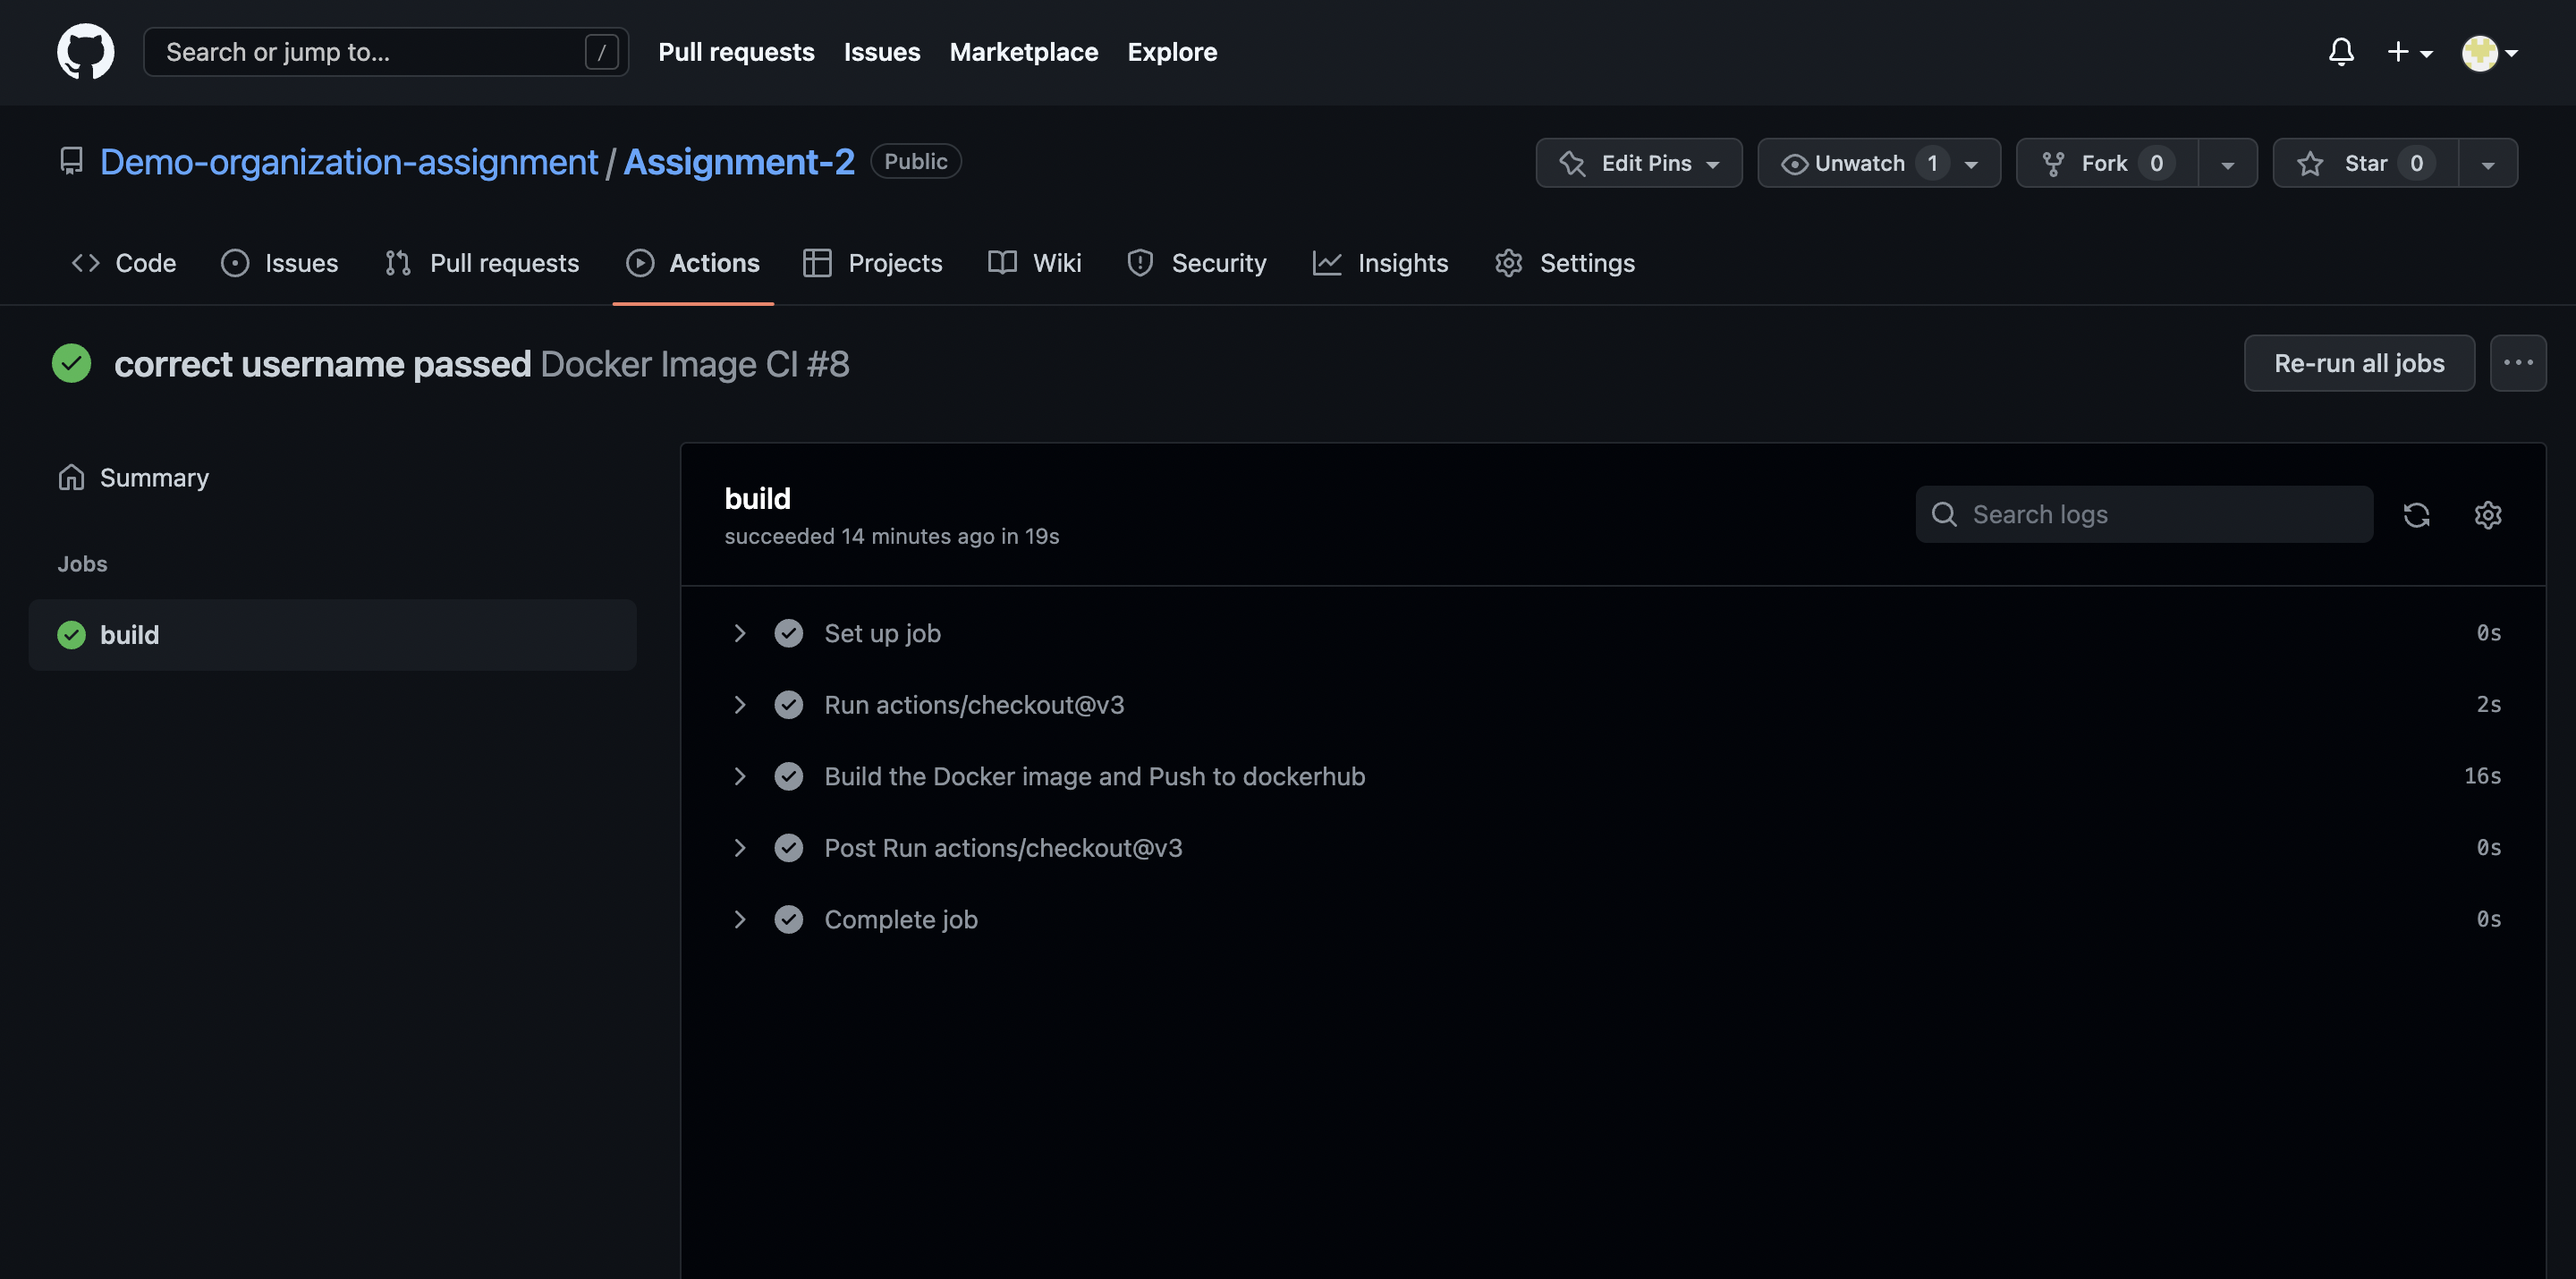 Search or jump to... / Pull requests Issues Marketplace Explore
Demo-organization-assignment / Assignment-2 Public Edit Pins Unwatch 1 Fork 0 Star 0
Code Issues Pull requests Actions Projects Wiki Security Insights Settings
correct username passed Docker Image CI #8 Re-run all jobs ...
Summary
Jobs
build
build
succeeded 14 minutes ago in 19s
Search logs
Set up job 0s
Run actions/checkout@v3 2s
Build the Docker image and Push to dockerhub 16s
Post Run actions/checkout@v3 0s
Complete job 0s